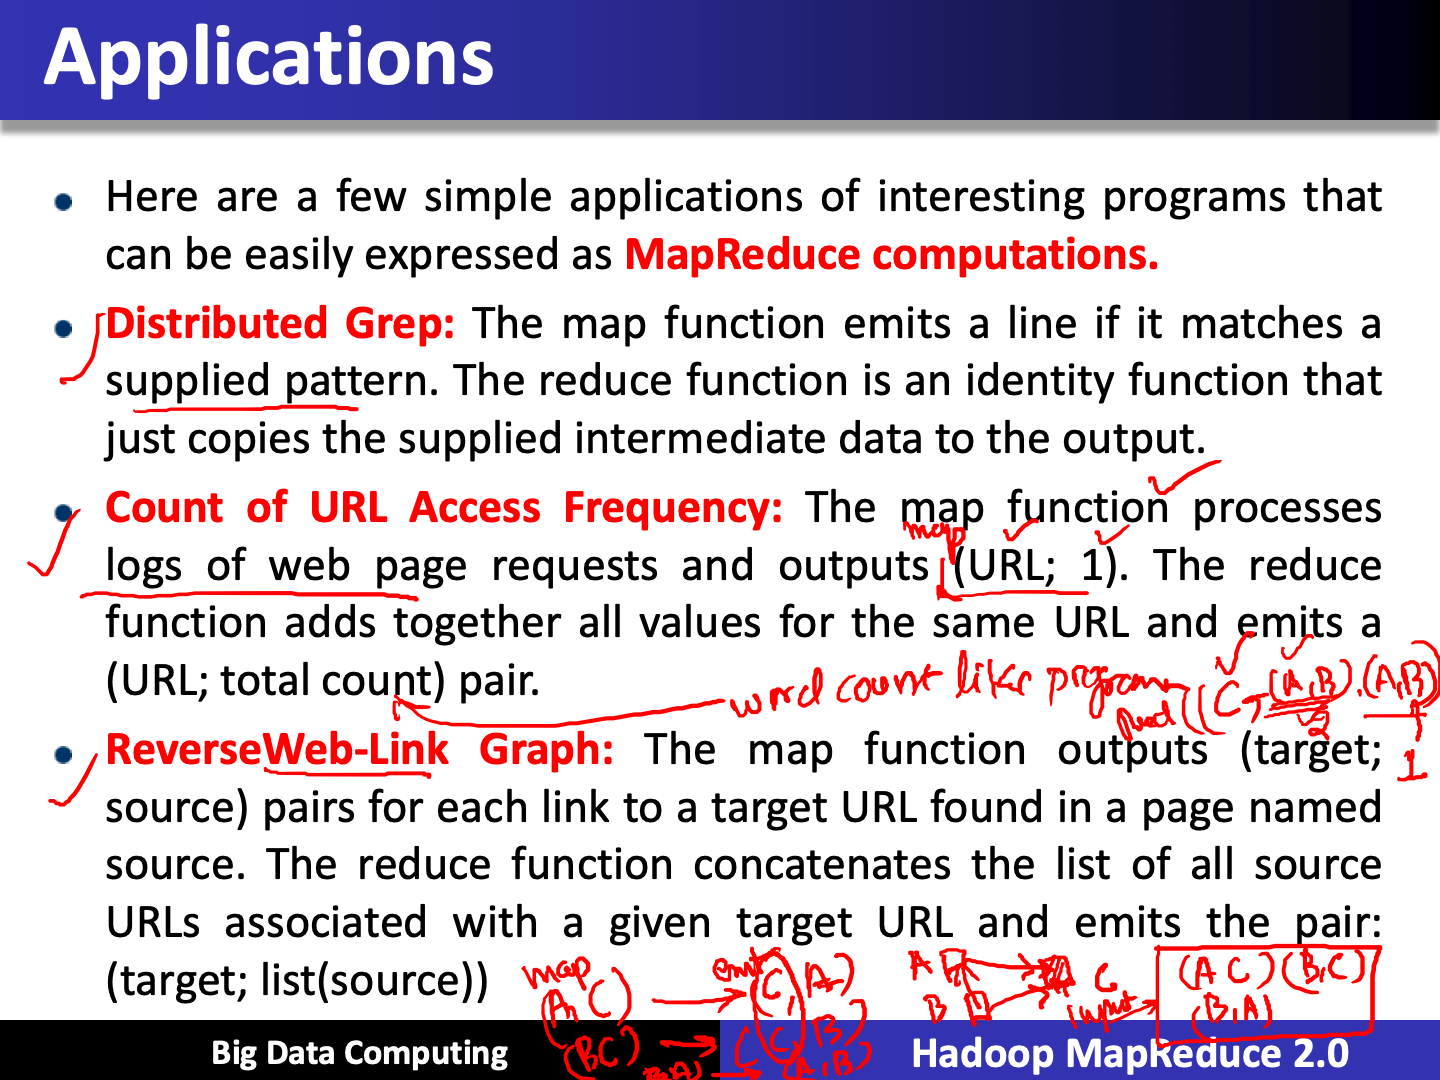 Applications
Here are a few simple applications of interesting programs that
can be easily expressed as MapReduce computations.
Distributed Grep: The map function emits a line if it matches a
supplied pattern. The reduce function is an identity function that
just copies the supplied intermediate data to the output.
Count of URL Access Frequency: The map function processes
map
logs of web page requests and outputs (URL; 1). The reduce
function adds together all values for the same URL and emits a
(URL; total count) pair.
word count like program
(C, (A,B)) (A,B)
2
1
ReverseWeb-Link Graph: The map function outputs (target;
source) pairs for each link to a target URL found in a page named
source. The reduce function concatenates the list of all source
URLs associated with a given target URL and emits the pair:
(target; list(source))
map emit
(A, C) (C, A)
(BC) (C, B)
(B,A) (A,B)
A
B
C
input
(A C) (B,C)
(B,A)
Big Data Computing
Hadoop MapReduce 2.0